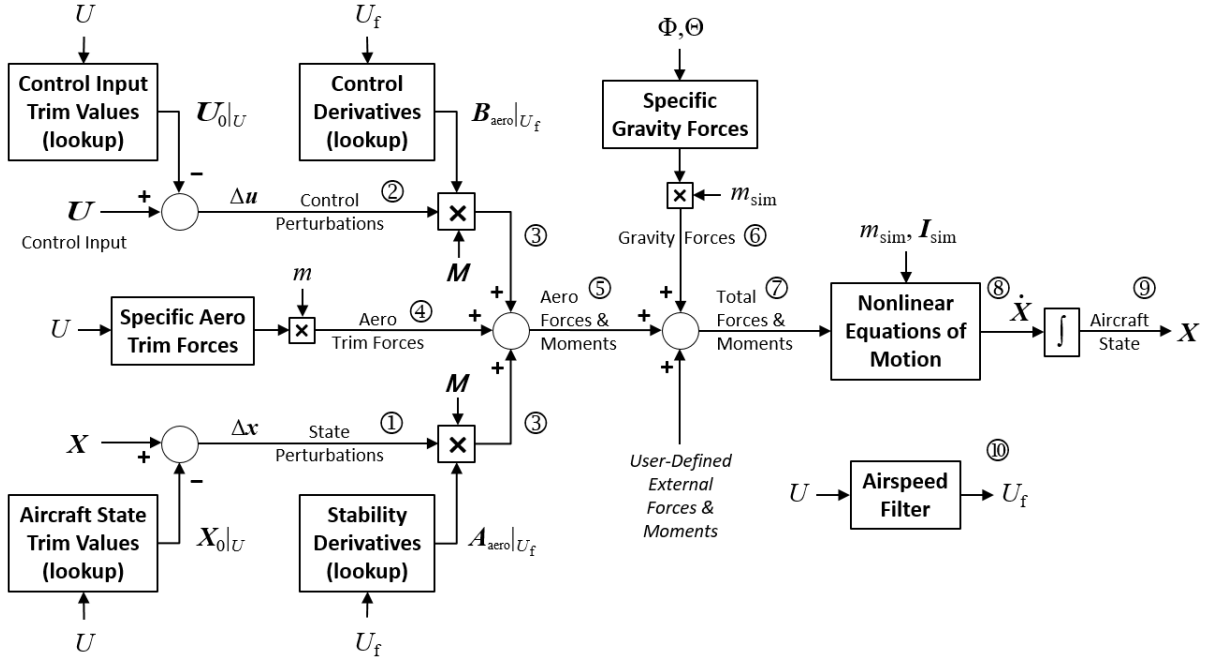 U
U_f
Φ,Θ
Control Input
Trim Values
(lookup)
U₀|_U
Control
Derivatives
(lookup)
B_aero|_{U_f}
Specific
Gravity Forces
−
×
m_sim
+
Δu
Control
②
U
×
Control Input
Perturbations
M
③
Gravity Forces ⑥
m_sim, I_sim
m
+
+
U
Specific Aero
Trim Forces
×
Aero
④
Trim Forces
+
Aero
⑤
Forces &
Moments
+
Total
⑦
Forces &
Moments
Nonlinear
Equations of
Motion
⑧
Ẋ
∫
⑨
Aircraft
State
X
+
+
M
X
+
Δx
State
①
Perturbations
×
③
−
User-Defined
External
Forces &
Moments
Aircraft State
Trim Values
(lookup)
X₀|_U
Stability
Derivatives
(lookup)
A_aero|_{U_f}
U
Airspeed
Filter
⑩
U_f
U
U_f